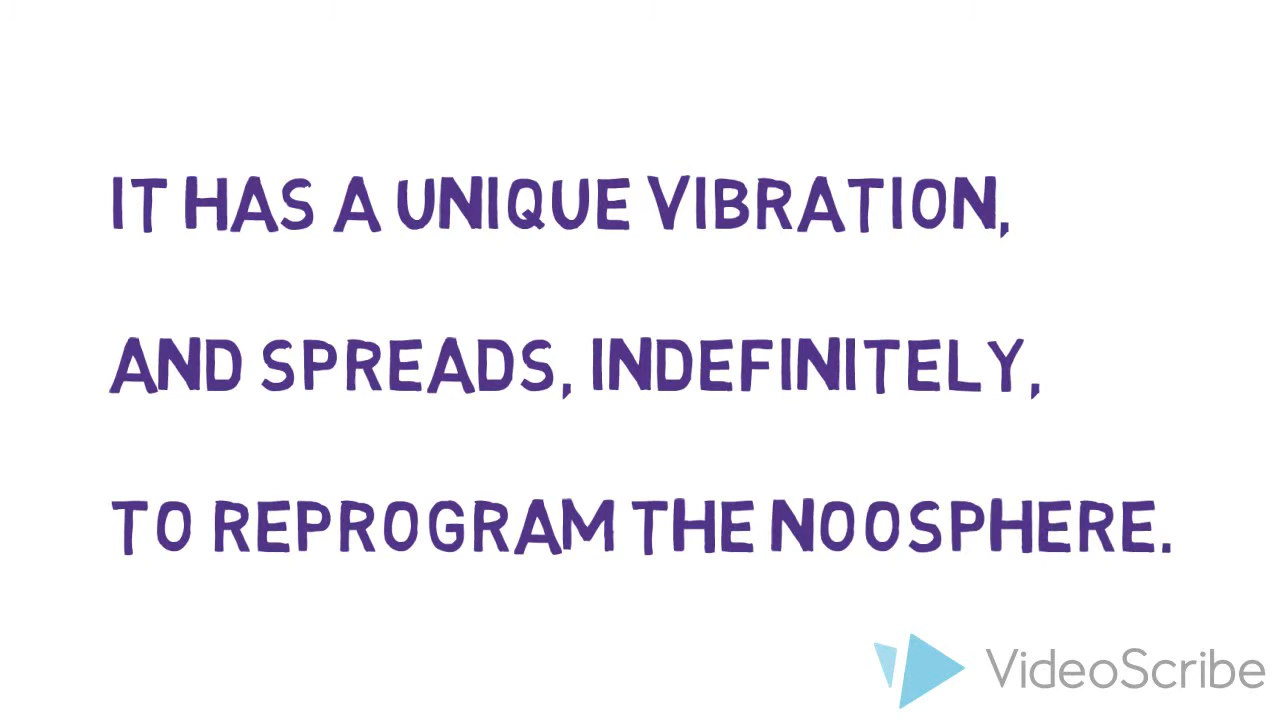 IT HAS A UNIQUE VIBRATION,
AND SPREADS, INDEFINITELY,
TO REPROGRAM THE NOOSPHERE.
VideoScribe